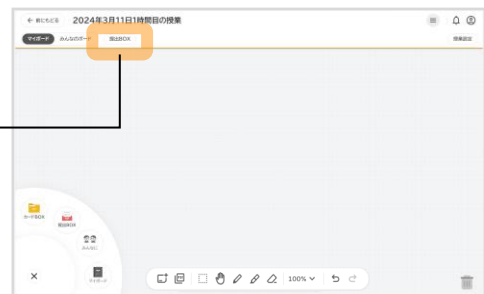 ← 前にもどる 2024年3月11日1時間目の授業
マイボード みんなのボード 提出BOX 授業設定
カードBOX
提出BOX
みんなに
マイボード
100%